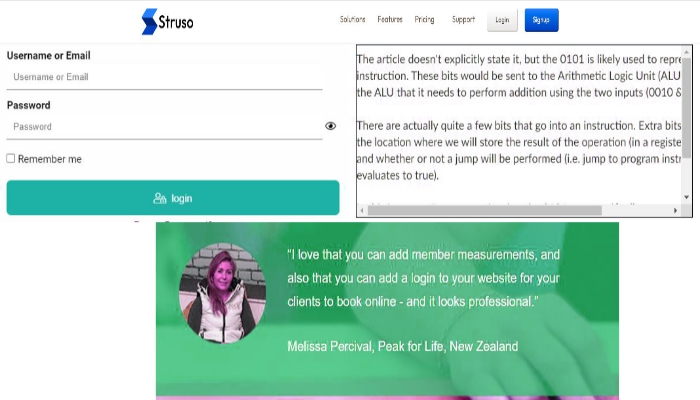 Struso
Solutions
Features
Pricing
Support
Login
Signup
Username or Email
Username or Email
Password
Password
Remember me
login
The article doesn't explicitly state it, but the 0101 is likely used to repre
instruction. These bits would be sent to the Arithmetic Logic Unit (ALU
the ALU that it needs to perform addition using the two inputs (0010 &
There are actually quite a few bits that go into an instruction. Extra bits
the location where we will store the result of the operation (in a registe
and whether or not a jump will be performed (i.e. jump to program instr
evaluates to true).
"I love that you can add member measurements, and
also that you can add a login to your website for your
clients to book online - and it looks professional."
Melissa Percival, Peak for Life, New Zealand